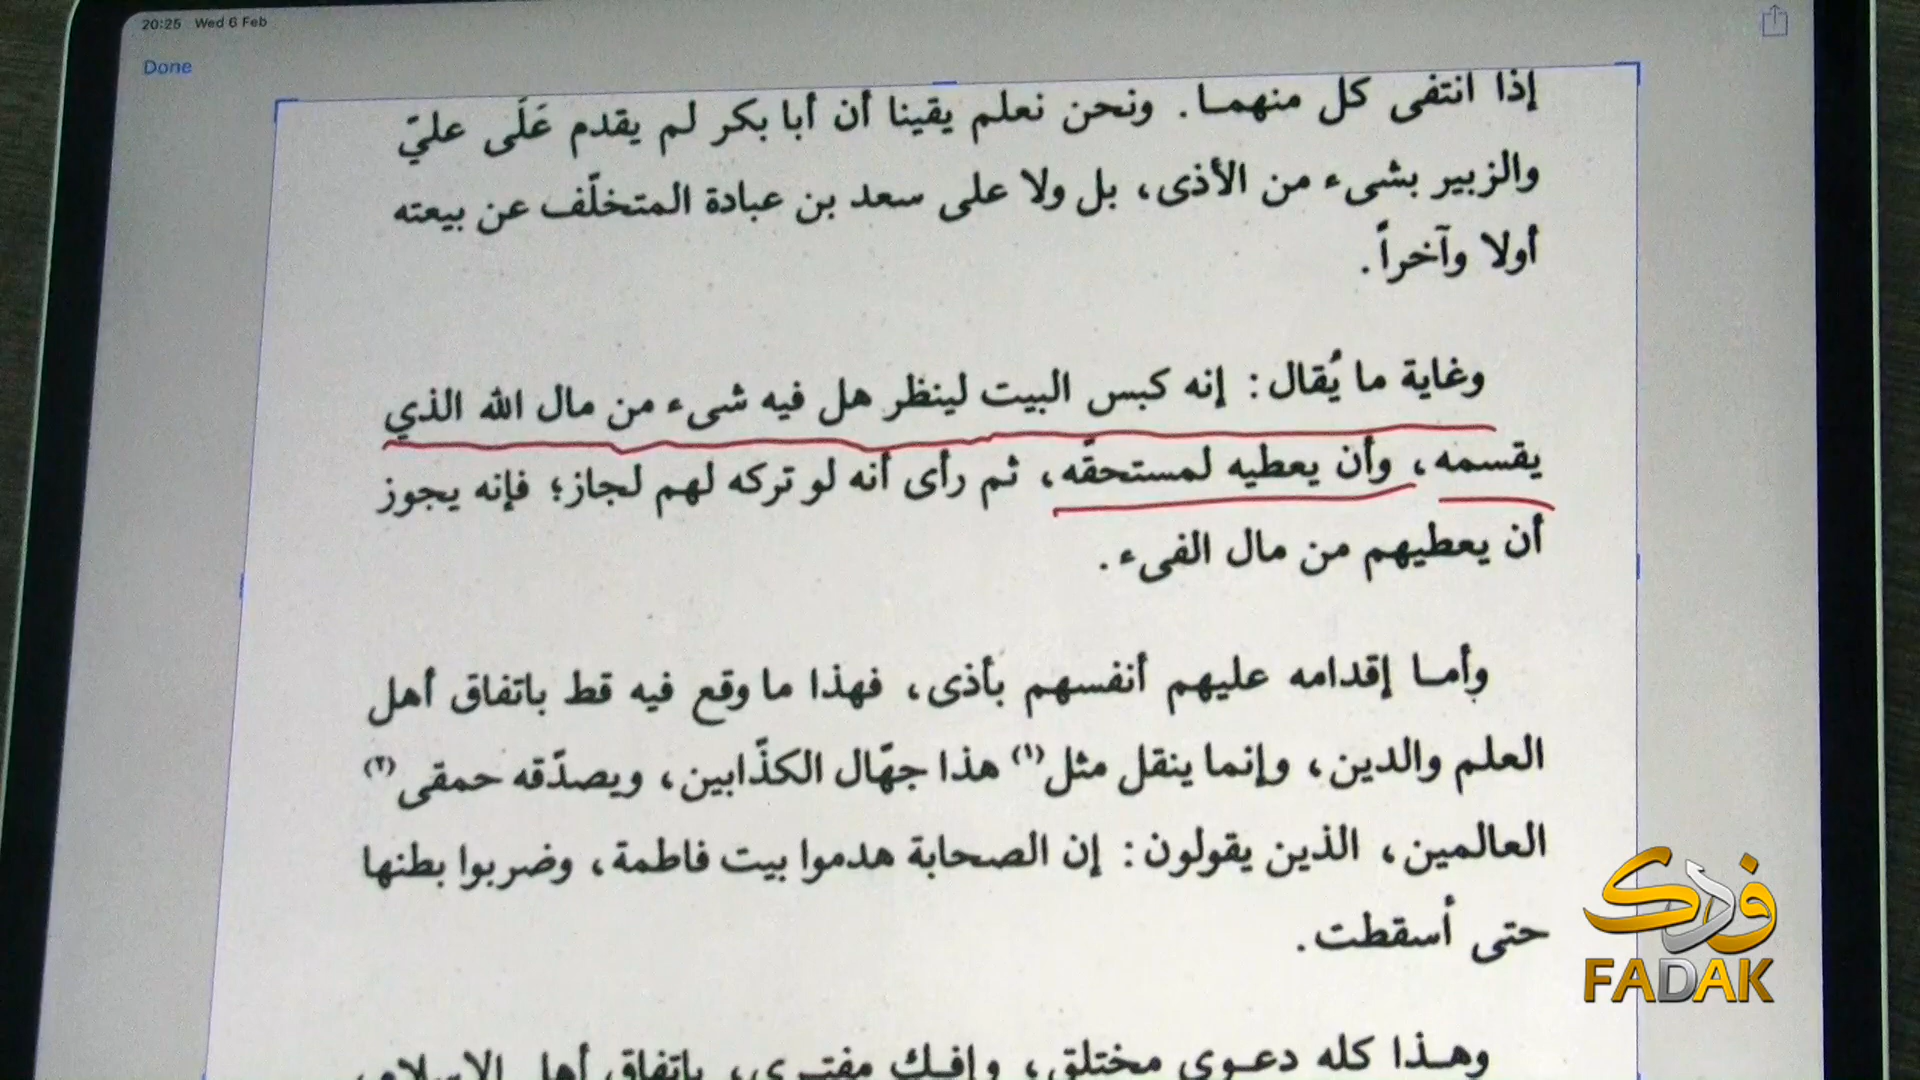 20:25 Wed 6 Feb
Done
إذا انتفى كل منهما. ونحن نعلم يقينا أن أبا بكر لم يقدم عَلَى عليّ
والزبير بشىء من الأذى، بل ولا على سعد بن عبادة المتخلّف عن بيعته
أولا وآخراً.
وغاية ما يُقال: إنه كبس البيت لينظر هل فيه شىء من مال الله الذي
يقسمه، وأن يعطيه لمستحقّه، ثم رأى أنه لو تركه لهم لجاز؛ فإنه يجوز
أن يعطيهم من مال الفىء.
وأما إقدامه عليهم أنفسهم بأذى، فهذا ما وقع فيه قط باتفاق أهل
العلم والدين، وإنما ينقل مثل(١) هذا جهّال الكذّابين، ويصدّقه حمقى(٢)
العالمين، الذين يقولون: إن الصحابة هدموا بيت فاطمة، وضربوا بطنها
حتى أسقطت.
وهذا كله دعوى مختلق، وإفك مفترى، باتفاق أهل الإسلام،
فدك
FADAK